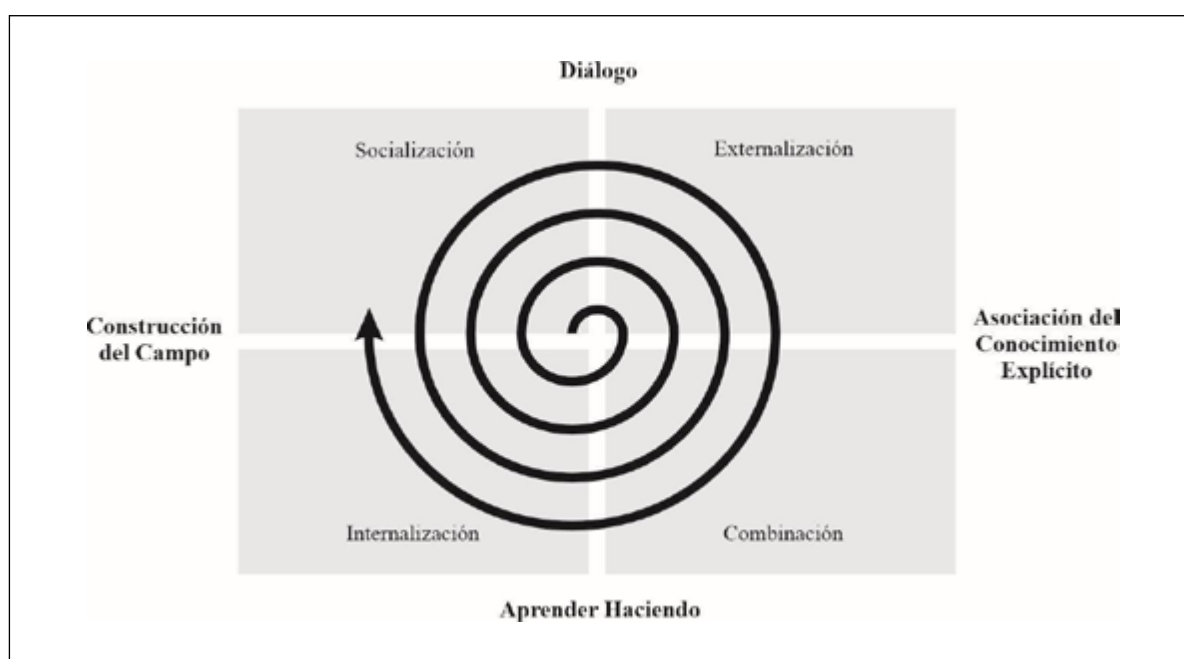 Diálogo
Socialización
Externalización
Construcción
del Campo
Asociación del
Conocimiento
Explícito
Internalización
Combinación
Aprender Haciendo